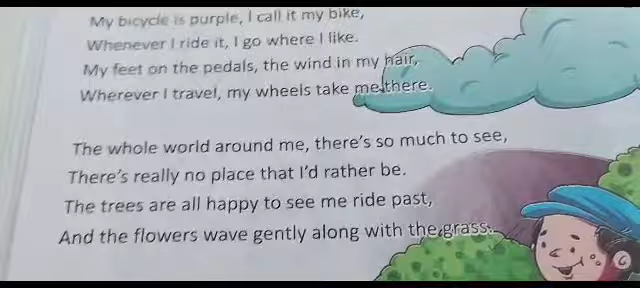 My bicycle is purple, I call it my bike,
Whenever I ride it, I go where I like.
My feet on the pedals, the wind in my hair,
Wherever I travel, my wheels take me there.
The whole world around me, there's so much to see,
There's really no place that I'd rather be.
The trees are all happy to see me ride past,
And the flowers wave gently along with the grass.